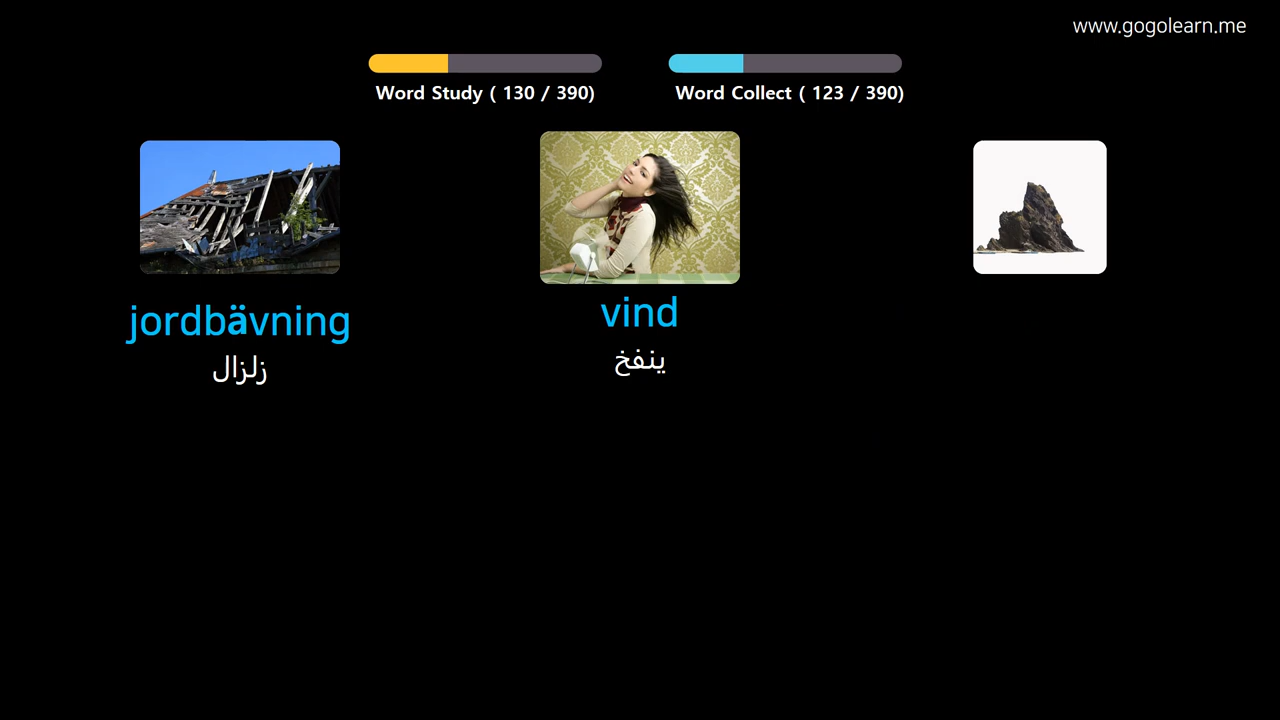 www.gogolearn.me
Word Study ( 130 / 390)
Word Collect ( 123 / 390)
jordbävning
زلزال
vind
ينفخ